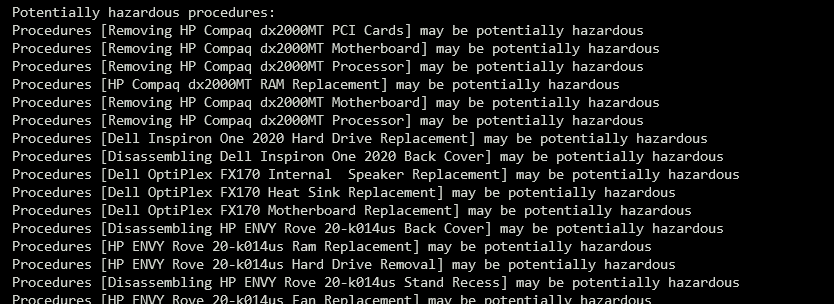 Potentially hazardous procedures:
Procedures [Removing HP Compaq dx2000MT PCI Cards] may be potentially hazardous
Procedures [Removing HP Compaq dx2000MT Motherboard] may be potentially hazardous
Procedures [Removing HP Compaq dx2000MT Processor] may be potentially hazardous
Procedures [HP Compaq dx2000MT RAM Replacement] may be potentially hazardous
Procedures [Removing HP Compaq dx2000MT Motherboard] may be potentially hazardous
Procedures [Removing HP Compaq dx2000MT Processor] may be potentially hazardous
Procedures [Dell Inspiron One 2020 Hard Drive Replacement] may be potentially hazardous
Procedures [Disassembling Dell Inspiron One 2020 Back Cover] may be potentially hazardous
Procedures [Dell OptiPlex FX170 Internal  Speaker Replacement] may be potentially hazardous
Procedures [Dell OptiPlex FX170 Heat Sink Replacement] may be potentially hazardous
Procedures [Dell OptiPlex FX170 Motherboard Replacement] may be potentially hazardous
Procedures [Disassembling HP ENVY Rove 20-k014us Back Cover] may be potentially hazardous
Procedures [HP ENVY Rove 20-k014us Ram Replacement] may be potentially hazardous
Procedures [HP ENVY Rove 20-k014us Hard Drive Removal] may be potentially hazardous
Procedures [Disassembling HP ENVY Rove 20-k014us Stand Recess] may be potentially hazardous
Procedures [HP ENVY Rove 20-k014us Fan Replacement] may be potentially hazardous